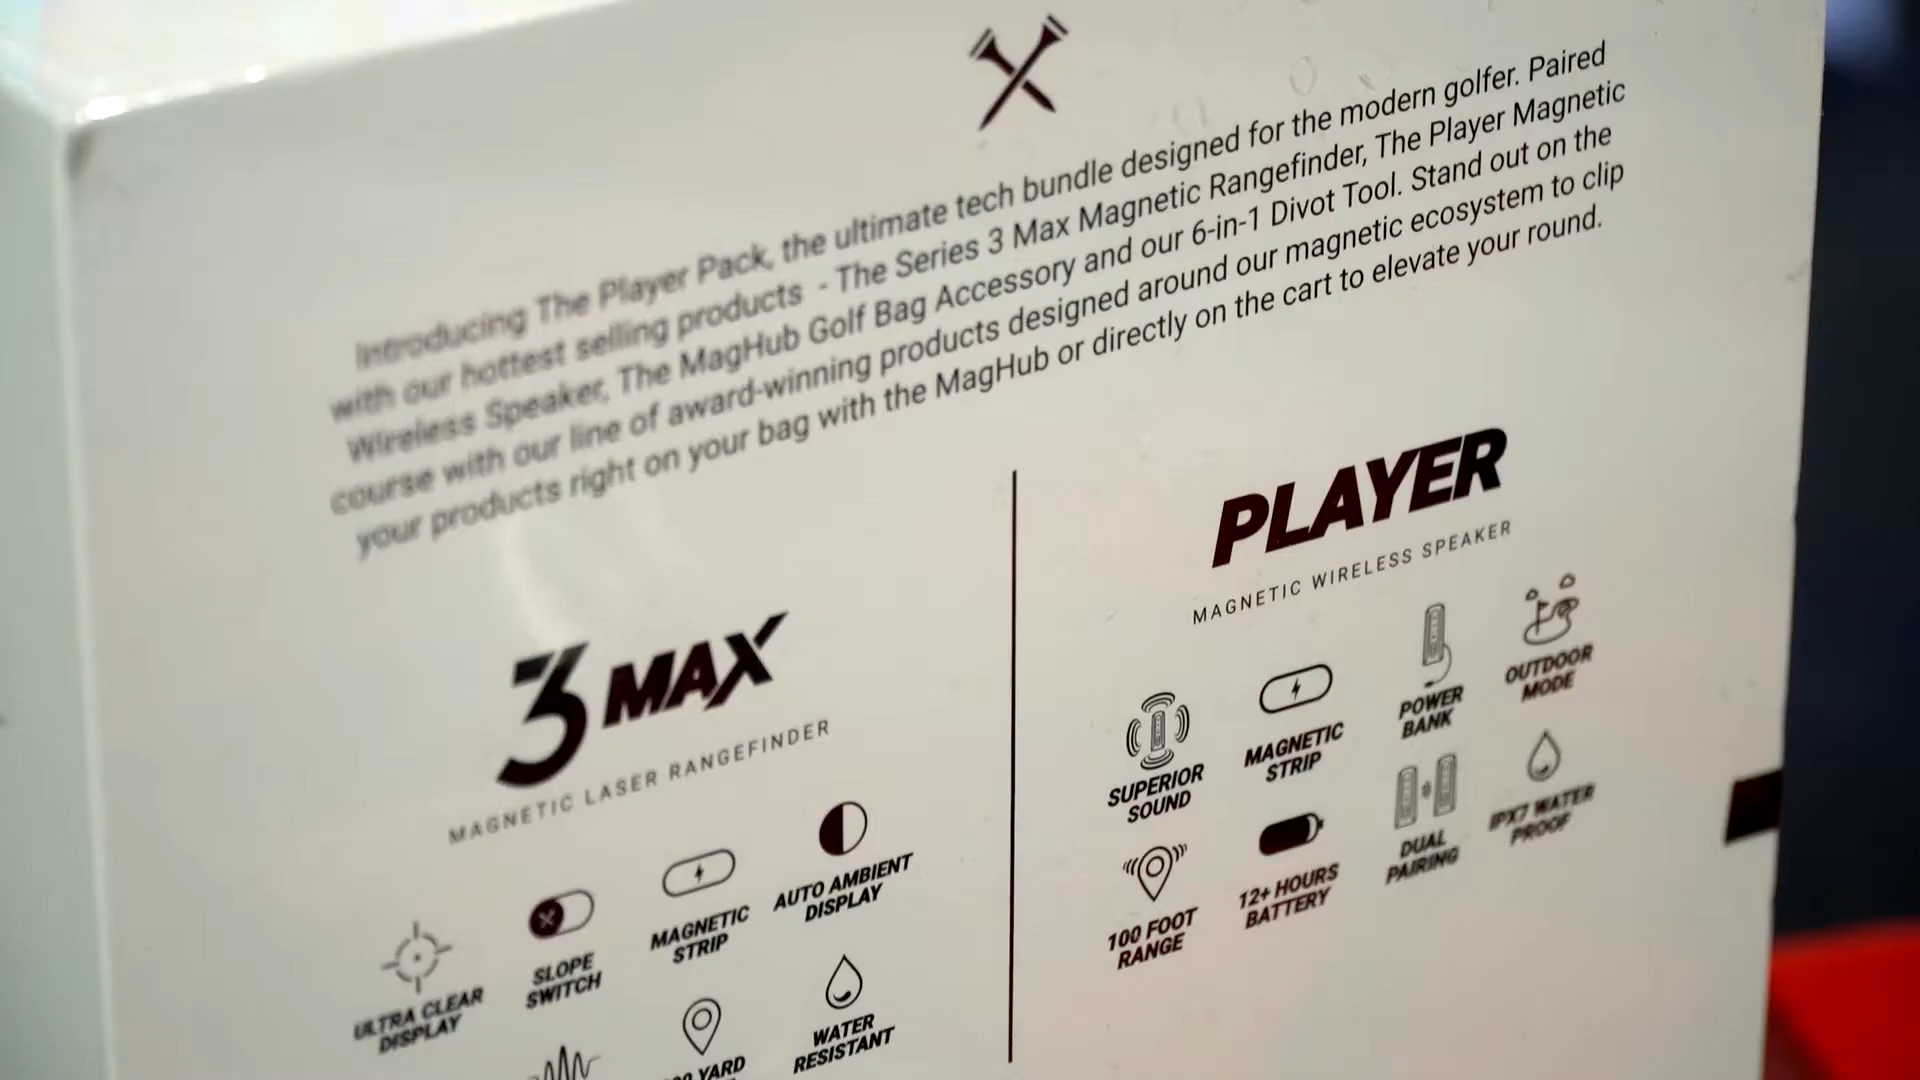 Introducing The Player Pack, the ultimate tech bundle designed for the modern golfer. Paired
with our hottest selling products - The Series 3 Max Magnetic Rangefinder, The Player Magnetic
Wireless Speaker, The MagHub Golf Bag Accessory and our 6-in-1 Divot Tool. Stand out on the
course with our line of award-winning products designed around our magnetic ecosystem to clip
your products right on your bag with the MagHub or directly on the cart to elevate your round.
3 MAX
MAGNETIC LASER RANGEFINDER
ULTRA CLEAR
DISPLAY
SLOPE
SWITCH
MAGNETIC
STRIP
AUTO AMBIENT
DISPLAY
YARD
WATER
RESISTANT
PLAYER
MAGNETIC WIRELESS SPEAKER
SUPERIOR
SOUND
MAGNETIC
STRIP
POWER
BANK
OUTDOOR
MODE
100 FOOT
RANGE
12+ HOURS
BATTERY
DUAL
PAIRING
IPX7 WATER
PROOF